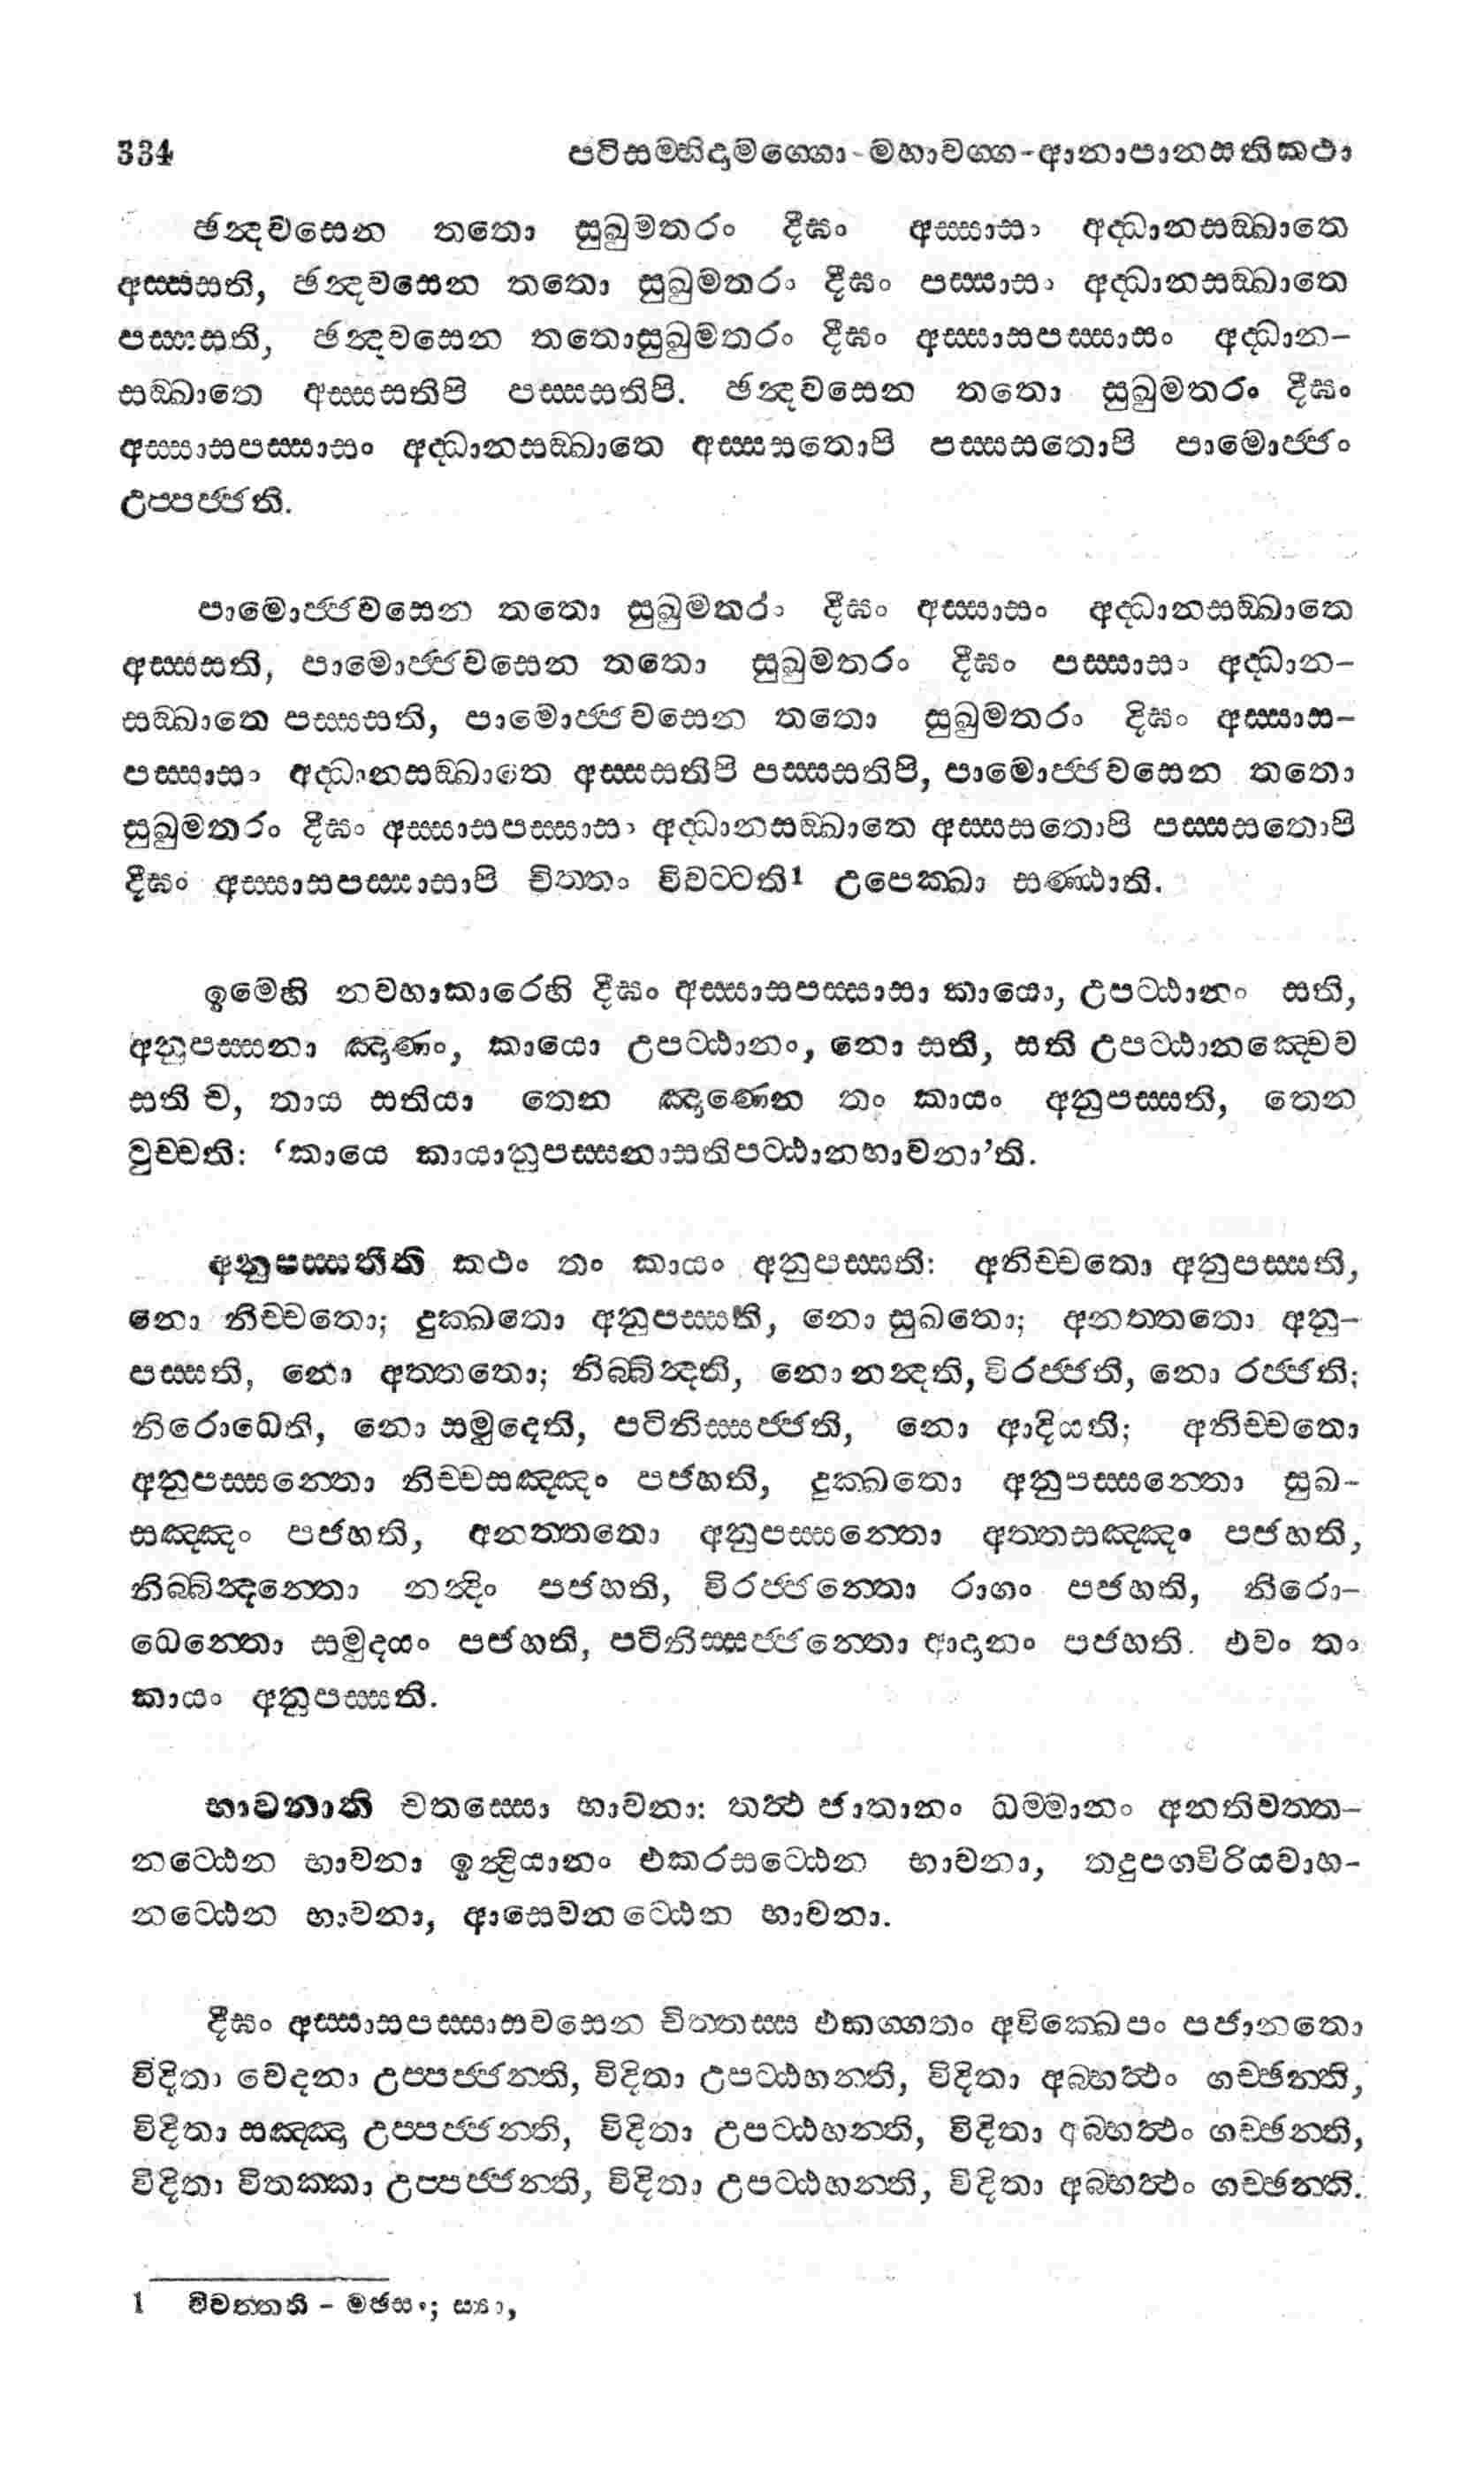 334 පටිසම්භිදාමග්ගො - මහාවග්ග - ආනාපානසතිකථා
ඡන්දවසෙන තතො සුඛුමතරං දීඝං අස්සාසං අද්ධානසඞ්ඛාතෙ
අස්සසති, ඡන්දවසෙන තතො සුඛුමතරං දීඝං පස්සාසං අද්ධානසඞ්ඛාතෙ
පස්සසති, ඡන්දවසෙන තතොසුඛුමතරං දීඝං අස්සාසපස්සාසං අද්ධාන-
සඞ්ඛාතෙ අස්සසතිපි පස්සසතිපි. ඡන්දවසෙන තතො සුඛුමතරං දීඝං
අස්සාසපස්සාසං අද්ධානසඞ්ඛාතෙ අස්සසතොපි පස්සසතොපි පාමොජ්ජං
උප්පජ්ජති.
පාමොජ්ජවසෙන තතො සුඛුමතරං දීඝං අස්සාසං අද්ධානසඞ්ඛාතෙ
අස්සසති, පාමොජ්ජවසෙන තතො සුඛුමතරං දීඝං පස්සාසං අද්ධාන-
සඞ්ඛාතෙ පස්සසති, පාමොජ්ජවසෙන තතො සුඛුමතරං දිඝං අස්සාස-
පස්සාසං අද්ධානසඞ්ඛාතෙ අස්සසතිපි පස්සසතිපි, පාමොජ්ජවසෙන තතො
සුඛුමතරං දීඝං අස්සාසපස්සාසං අද්ධානසඞ්ඛාතෙ අස්සසතොපි පස්සසතොපි
දීඝං අස්සාසපස්සාසාපි චිත්තං විවට්ටති1 උපෙක්ඛා සණ්ඨාති.
ඉමෙහි නවහාකාරෙහි දීඝං අස්සාසපස්සාසා කායො, උපට්ඨානං සති,
අනුපස්සනා ඤාණං, කායො උපට්ඨානං, නො සති, සති උපට්ඨානඤ්චෙව
සති ච, තාය සතියා තෙන ඤාණෙන තං කායං අනුපස්සති, තෙන
වුච්චති: ‘කායෙ කායානුපස්සනාසතිපට්ඨානභාවනා’ති.
අනුපස්සතීති කථං තං කායං අනුපස්සති: අනිච්චතො අනුපස්සති,
නො නිච්චතො; දුක්ඛතො අනුපස්සති, නො සුඛතො; අනත්තතො අනු-
පස්සති, නො අත්තතො; නිබ්බින්දති, නො නන්දති, විරජ්ජති, නො රජ්ජති;
නිරොධෙති, නො සමුදෙති, පටිනිස්සජ්ජති, නො ආදියති; අනිච්චතො
අනුපස්සන්තො නිච්චසඤ්ඤං පජහති, දුක්ඛතො අනුපස්සන්තො සුඛ-
සඤ්ඤං පජහති, අනත්තතො අනුපස්සන්තො අත්තසඤ්ඤං පජහති,
නිබ්බින්දන්තො නන්දිං පජහති, විරජ්ජන්තො රාගං පජහති, නිරො-
ධෙන්තො සමුදයං පජහති, පටිනිස්සජ්ජන්තො ආදානං පජහති. එවං තං
කායං අනුපස්සති.
භාවනාති චතස්සො භාවනා: තත්ථ ජාතානං ධම්මානං අනතිවත්ත-
නට්ඨෙන භාවනා ඉන්ද්‍රියානං එකරසට්ඨෙන භාවනා, තදුපගවිරියවාහ-
නට්ඨෙන භාවනා, ආසෙවනට්ඨෙන භාවනා.
දීඝං අස්සාසපස්සාසවසෙන චිත්තස්ස එකග්ගතං අවික්ඛෙපං පජානතො
විදිතා වෙදනා උප්පජ්ජන්ති, විදිතා උපට්ඨහන්ති, විදිතා අබ්භත්ථං ගච්ඡන්ති,
විදිතා සඤ්ඤා උප්පජ්ජන්ති, විදිතා උපට්ඨහන්ති, විදිතා අබ්භත්ථං ගච්ඡන්ති,
විදිතා විතක්කා උප්පජ්ජන්ති, විදිතා උපට්ඨහන්ති, විදිතා අබ්භත්ථං ගච්ඡන්ති.
1 විවත්තති - මඡසං; ස්‍යා,